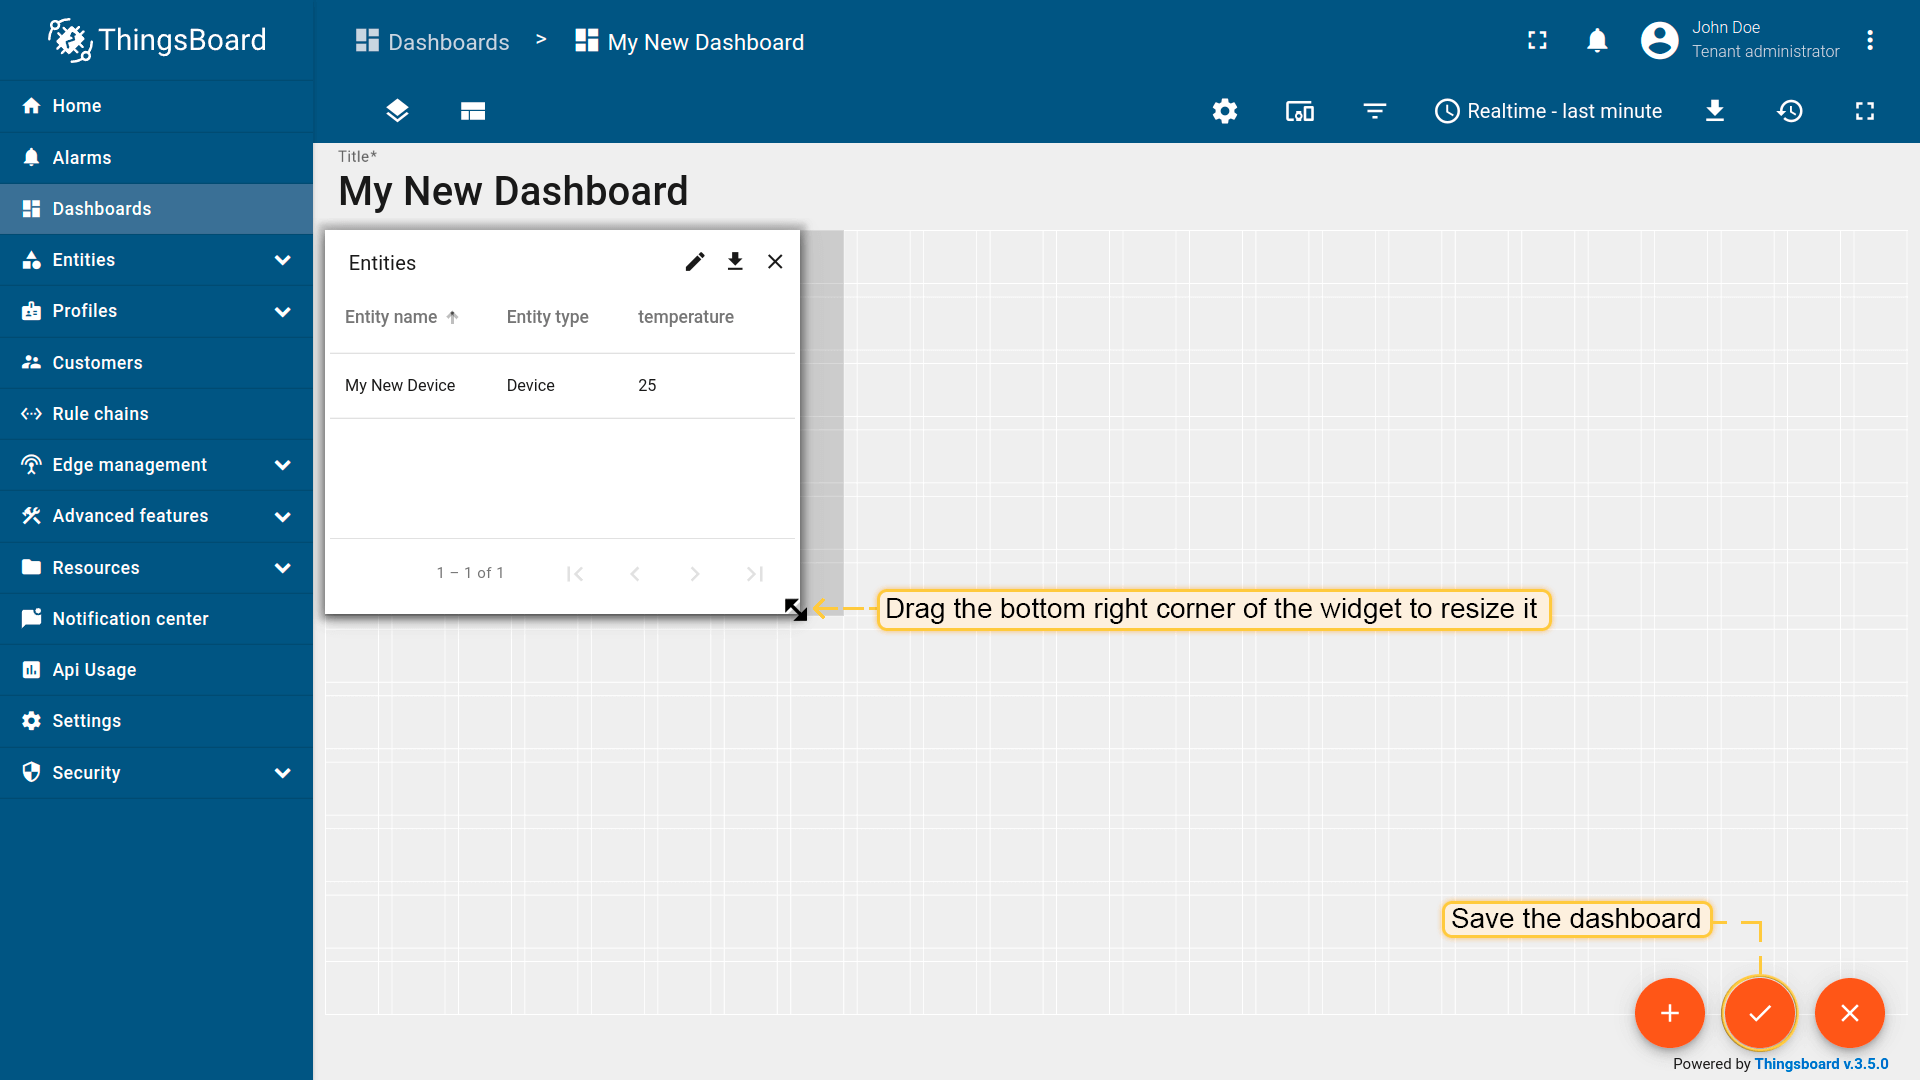 ThingsBoard
Dashboards > My New Dashboard
John Doe
Tenant administrator
Realtime - last minute
Home
Alarms
Dashboards
Entities
Profiles
Customers
Rule chains
Edge management
Advanced features
Resources
Notification center
Api Usage
Settings
Security
Title*
My New Dashboard
Entities
Entity name Entity type temperature
My New Device Device 25
1 – 1 of 1
Drag the bottom right corner of the widget to resize it
Save the dashboard
Powered by Thingsboard v.3.5.0